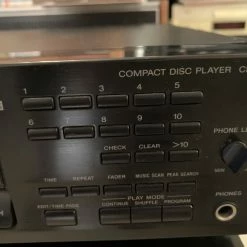 COMPACT DISC PLAYER
1 2 3 4 5
6 7 8 9 10
PHONE
CHECK CLEAR >10
TIME REPEAT FADER MUSIC SCAN PEAK SEARCH
PLAY MODE
EDIT/TIME FADE CONTINUE SHUFFLE PROGRAM
PHONES